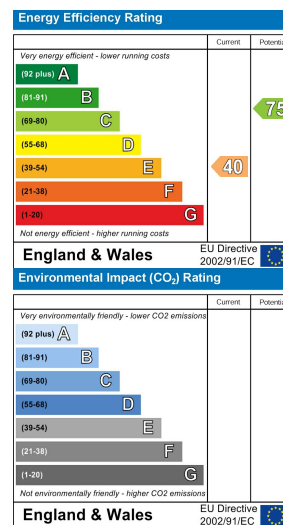 Energy Efficiency Rating
Current Potentia
Very energy efficient - lower running costs
(92 plus) A
(81-91) B
(69-80) C
(55-68) D
(39-54) E
(21-38) F
(1-20) G
40
75
Not energy efficient - higher running costs
England & Wales
EU Directive
2002/91/EC
Environmental Impact (CO₂) Rating
Current Potentia
Very environmentally friendly - lower CO2 emissions
(92 plus) A
(81-91) B
(69-80) C
(55-68) D
(39-54) E
(21-38) F
(1-20) G
Not environmentally friendly - higher CO2 emissions
England & Wales
EU Directive
2002/91/EC